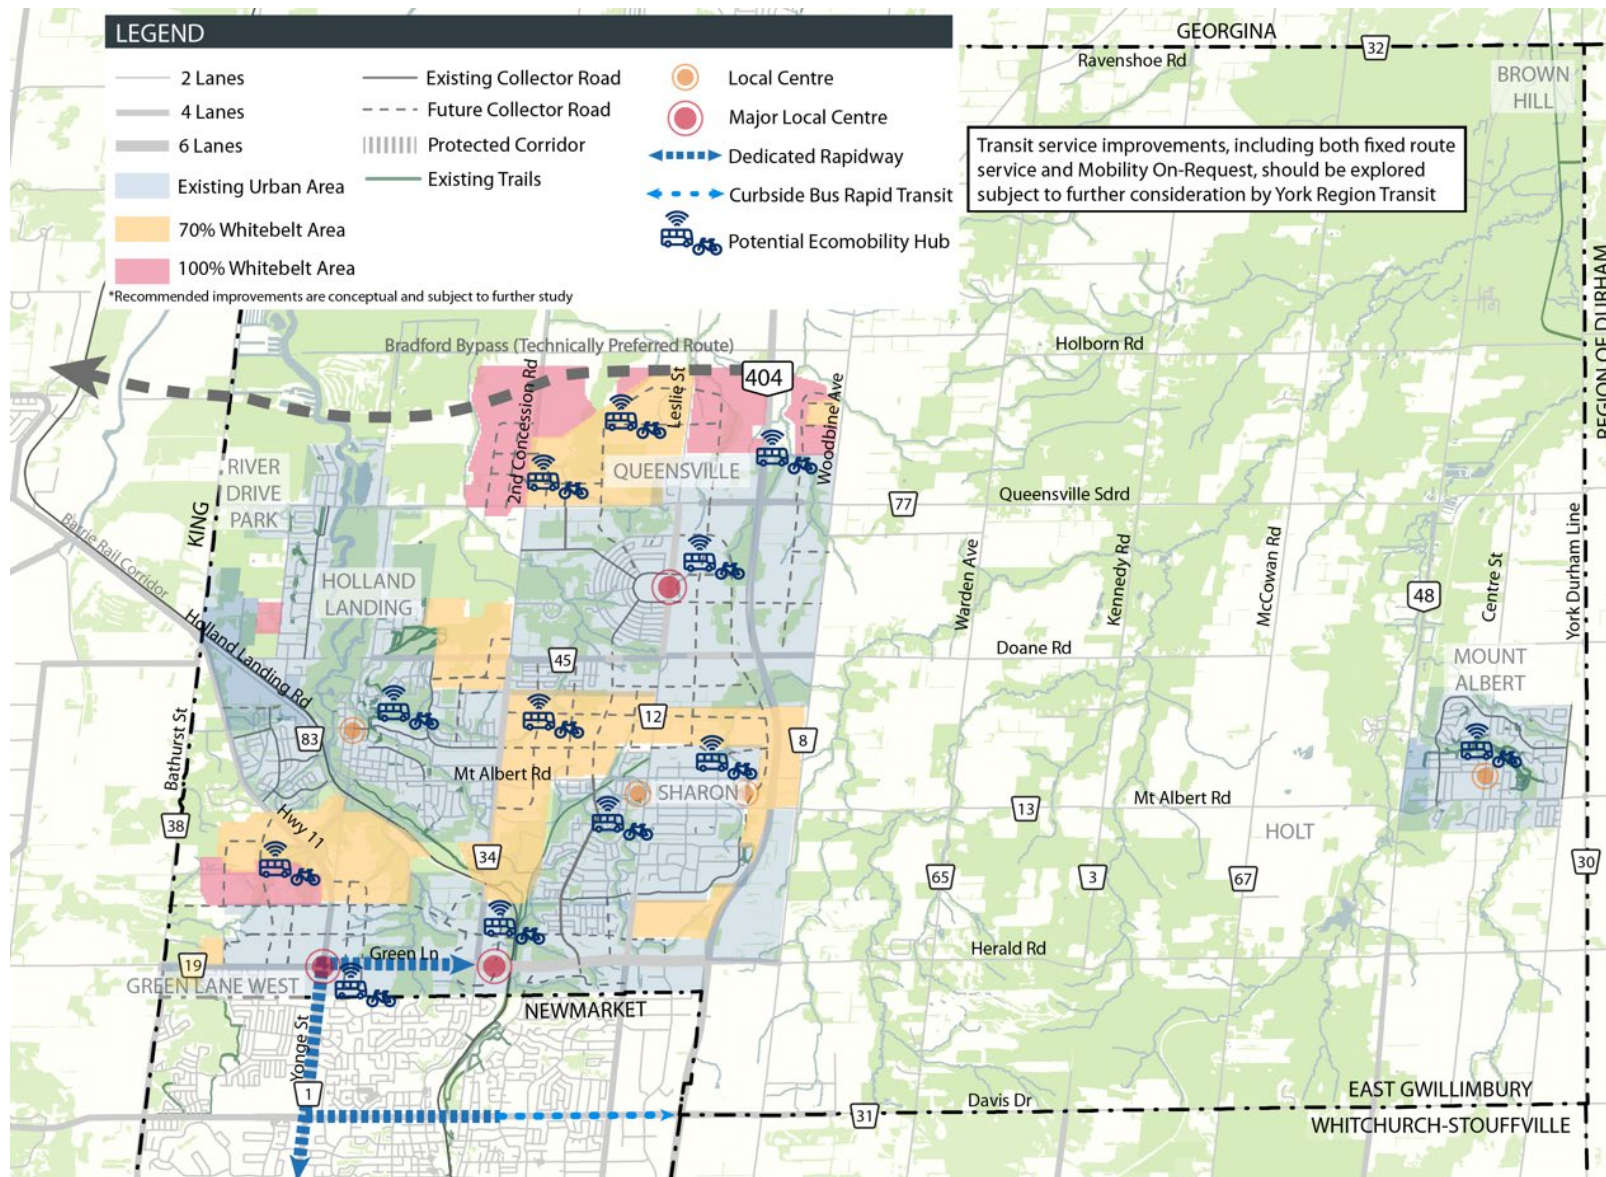 LEGEND
2 Lanes
4 Lanes
6 Lanes
Existing Urban Area
70% Whitebelt Area
100% Whitebelt Area
Existing Collector Road
Future Collector Road
Protected Corridor
Existing Trails
Local Centre
Major Local Centre
Dedicated Rapidway
Curbside Bus Rapid Transit
Potential Ecomobility Hub
*Recommended improvements are conceptual and subject to further study
GEORGINA
32
Ravenshoe Rd
BROWN
HILL
Transit service improvements, including both fixed route
service and Mobility On-Request, should be explored
subject to further consideration by York Region Transit
REGION OF DURHAM
Bradford Bypass (Technically Preferred Route)
Holborn Rd
404
2nd Concession Rd
Leslie St
Woodbine Ave
RIVER
DRIVE
PARK
QUEENSVILLE
KING
77
Queensville Sdrd
Barrie Rail Corridor
HOLLAND
LANDING
Warden Ave
Kennedy Rd
McCowan Rd
48
Centre St
York Durham Line
Holland Landing Rd
45
Doane Rd
MOUNT
ALBERT
Bathurst St
83
12
8
Mt Albert Rd
SHARON
38
Hwy 11
34
13
Mt Albert Rd
HOLT
65
3
67
30
19
Green Ln
Herald Rd
GREEN LANE WEST
NEWMARKET
Yonge St
1
31
Davis Dr
EAST GWILLIMBURY
WHITCHURCH-STOUFFVILLE